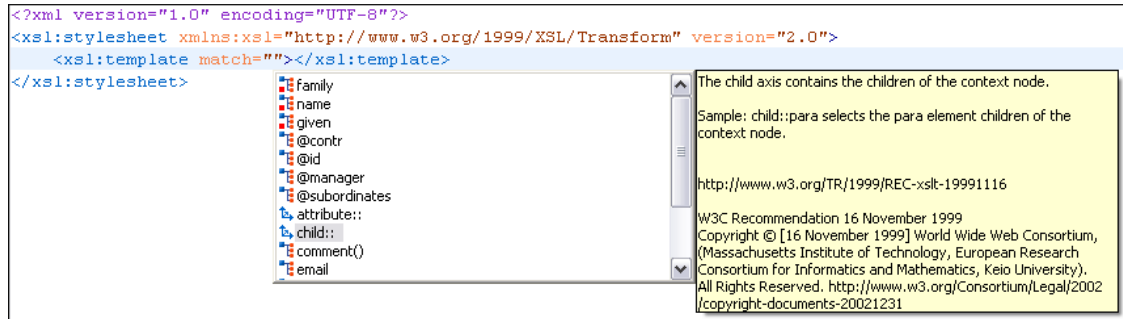 <?xml version="1.0" encoding="UTF-8"?>
<xsl:stylesheet xmlns:xsl="http://www.w3.org/1999/XSL/Transform" version="2.0">
<xsl:template match=""></xsl:template>
</xsl:stylesheet>
family
name
given
@contr
@id
@manager
@subordinates
attribute::
child::
comment()
email
The child axis contains the children of the context node.
Sample: child::para selects the para element children of the
context node.
http://www.w3.org/TR/1999/REC-xslt-19991116
W3C Recommendation 16 November 1999
Copyright © [16 November 1999] World Wide Web Consortium,
(Massachusetts Institute of Technology, European Research
Consortium for Informatics and Mathematics, Keio University).
All Rights Reserved. http://www.w3.org/Consortium/Legal/2002
/copyright-documents-20021231